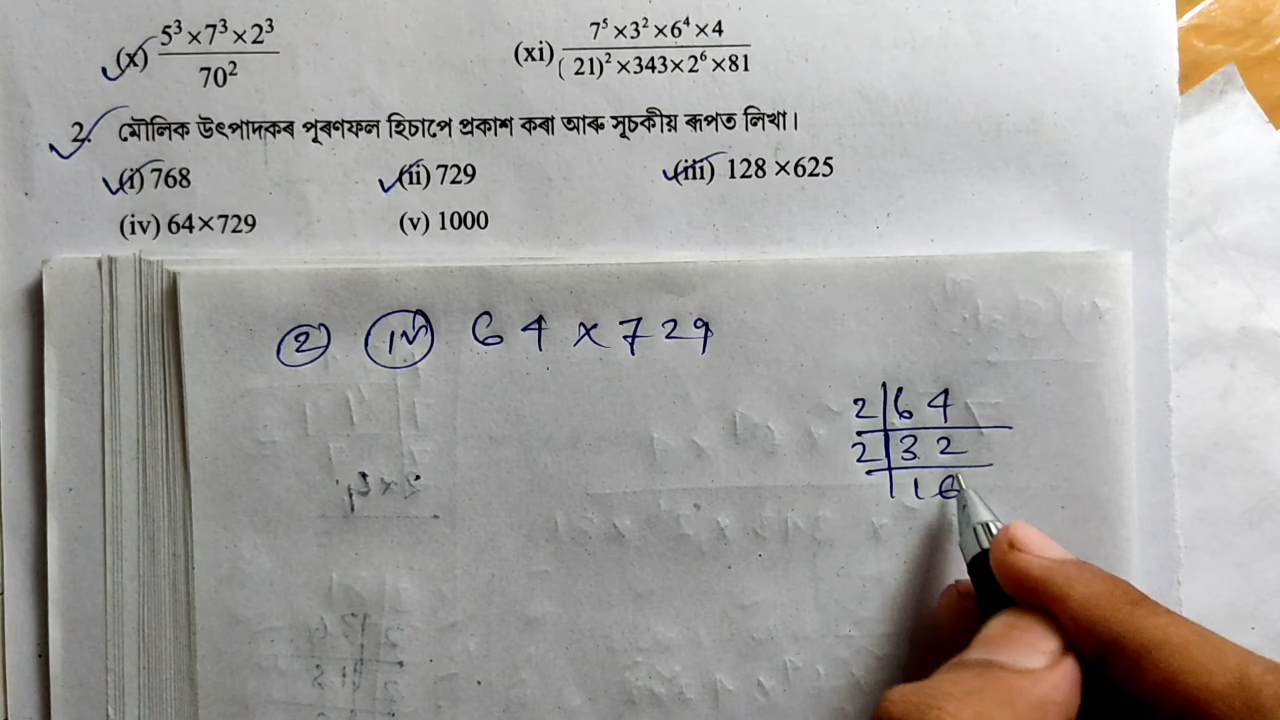 (x) 5³×7³×2³ / 70² (xi) 7⁵×3²×6⁴×4 / ( 21)²×343×2⁶×81
2. মৌলিক উৎপাদকৰ পূৰণফল হিচাপে প্ৰকাশ কৰা আৰু সূচকীয় ৰূপত লিখা।
(i) 768 (ii) 729 (iii) 128 ×625
(iv) 64×729 (v) 1000
② (iv) 64 × 729
2 | 64
2 | 32
| 16